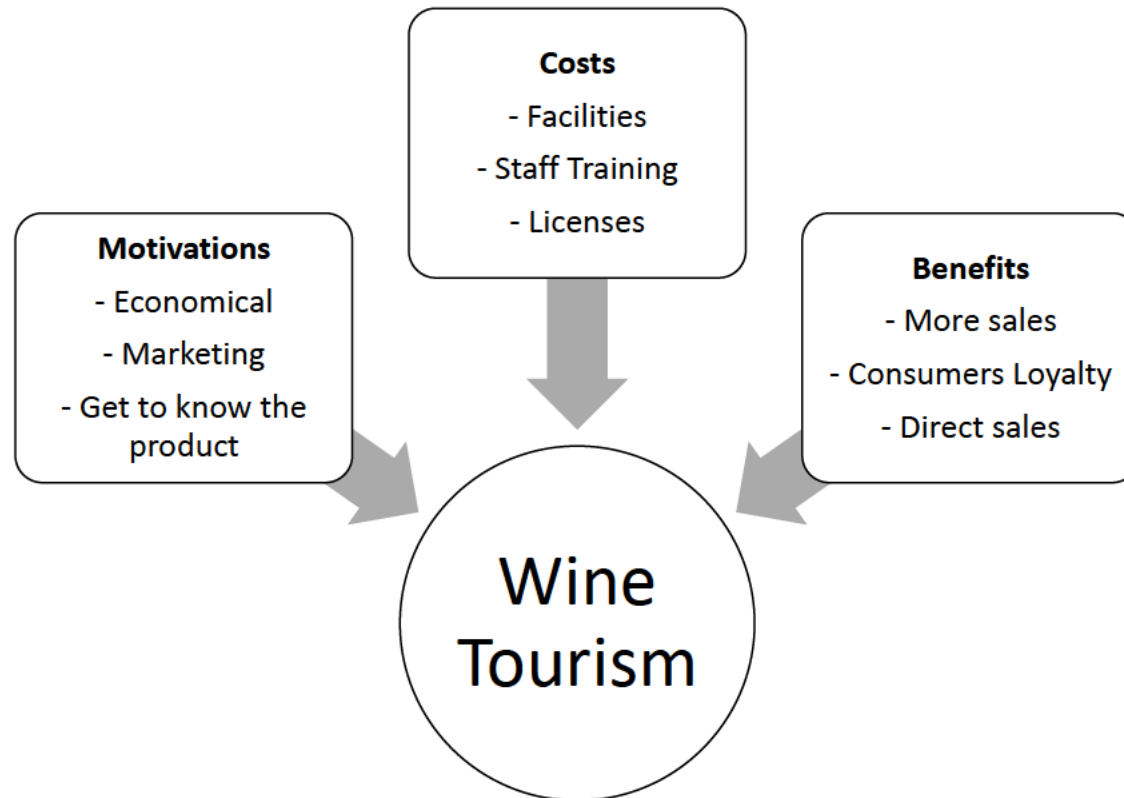 Costs
- Facilities
- Staff Training
- Licenses
Motivations
- Economical
- Marketing
- Get to know the
product
Benefits
- More sales
- Consumers Loyalty
- Direct sales
Wine
Tourism